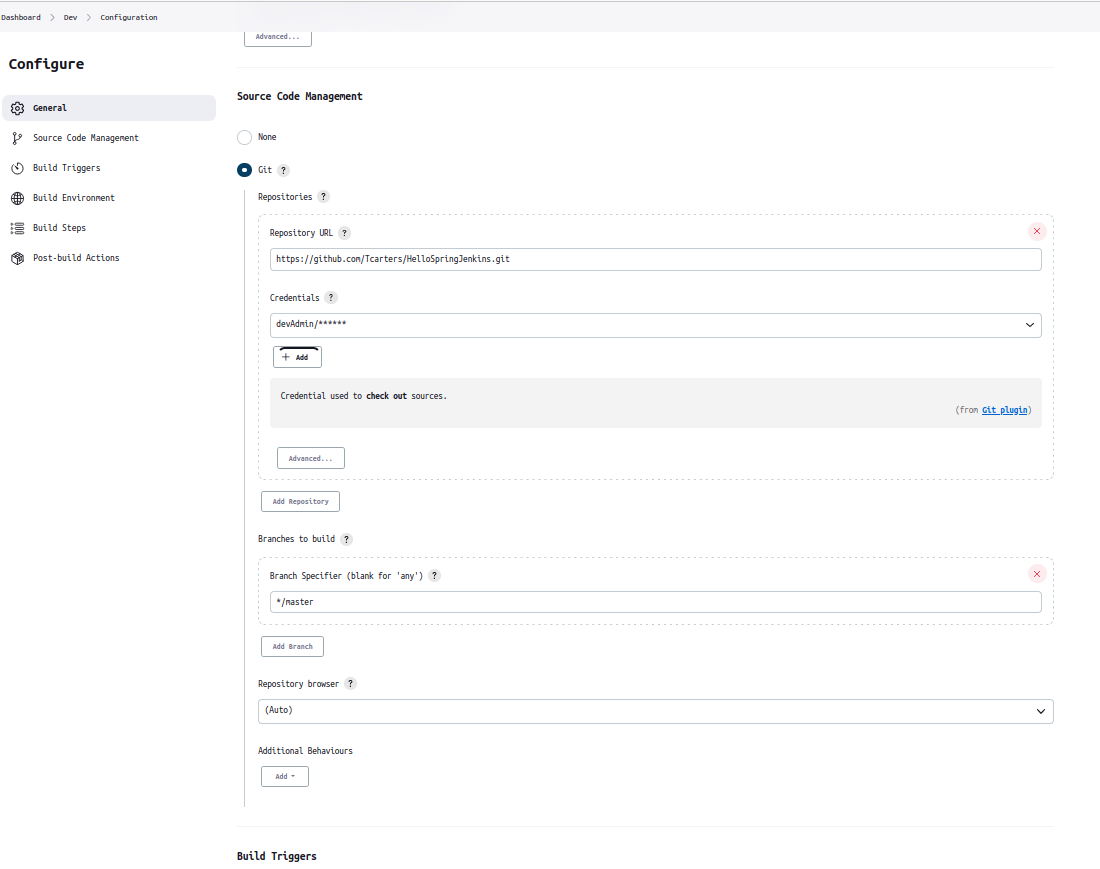 Dashboard > Dev > Configuration
Configure
General
Source Code Management
Build Triggers
Build Environment
Build Steps
Post-build Actions
Advanced...
Source Code Management
None
Git ?
Repositories ?
Repository URL ?
https://github.com/Tcarters/HelloSpringJenkins.git
Credentials ?
devAdmin/******
+ Add
Credential used to check out sources.
(from Git plugin)
Advanced...
Add Repository
Branches to build ?
Branch Specifier (blank for 'any') ?
*/master
Add Branch
Repository browser ?
(Auto)
Additional Behaviours
Add
Build Triggers